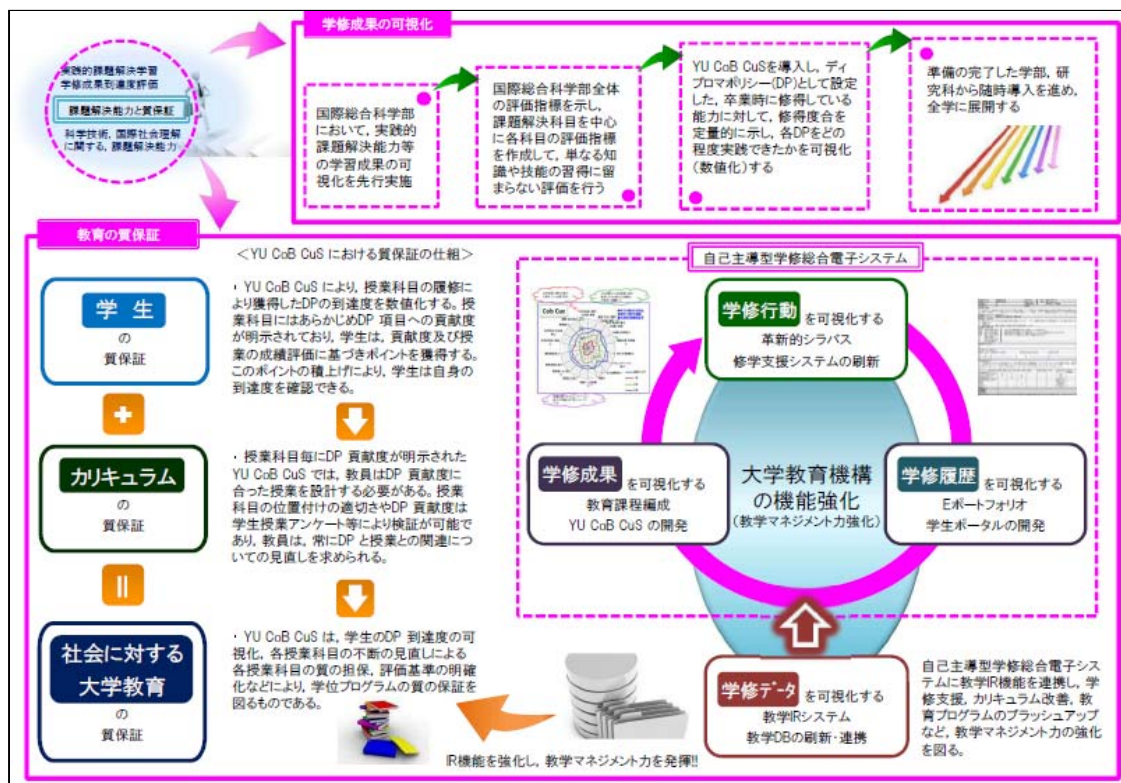 学修成果の可視化
実践的課題解決学習
学修成果到達度評価
課題解決能力と質保証
科学技術，国際社会理解
に関する，課題解決能力
国際総合科学部
において，実践的
課題解決能力等
の学習成果の可
視化を先行実施
国際総合科学部全体
の評価指標を示し，
課題解決科目を中心
に各科目の評価指標
を作成して，単なる知
識や技能の習得に留
まらない評価を行う
YU CoB CuSを導入し，ディ
プロマポリシー(DP)として設定
した，卒業時に修得している
能力に対して，修得度合を
定量的に示し，各DPをどの
程度実践できたかを可視化
（数値化）する
準備の完了した学部，研
究科から随時導入を進め，
全学に展開する
教育の質保証
学 生
の
質保証
カリキュラム
の
質保証
社会に対する
大学教育
の
質保証
＜YU CoB CuS における質保証の仕組＞
・ YU CoB CuS により，授業科目の履修に
より獲得したDPの到達度を数値化する。授
業科目にはあらかじめDP 項目への貢献度
が明示されており，学生は，貢献度及び授
業の成績評価に基づきポイントを獲得する。
このポイントの積上げにより，学生は自身の
到達度を確認できる。
・ 授業科目毎にDP 貢献度が明示された
YU CoB CuS では，教員はDP 貢献度に
合った授業を設計する必要がある。授業
科目の位置付けの適切さやDP 貢献度は
学生授業アンケート等により検証が可能で
あり，教員は，常にDP と授業との関連につ
いての見直しを求められる。
・ YU CoB CuS は，学生のDP 到達度の可
視化，各授業科目の不断の見直しによる
各授業科目の質の担保，評価基準の明確
化などにより，学位プログラムの質の保証を
図るものである。
自己主導型学修総合電子システム
Cob Cus
学修行動 を可視化する
革新的シラバス
修学支援システムの刷新
学修成果 を可視化する
教育課程編成
YU CoB CuS の開発
大学教育機構
の機能強化
（教学マネジメント力強化）
学修履歴 を可視化する
Eポートフォリオ
学生ポータルの開発
学修データ を可視化する
教学IRシステム
教学DBの刷新・連携
自己主導型学修総合電子シス
テムに教学IR機能を連携し，学
修支援，カリキュラム改善，教
育プログラムのブラッシュアップ
など，教学マネジメント力の強化
を図る。
IR機能を強化し，教学マネジメント力を発揮!!